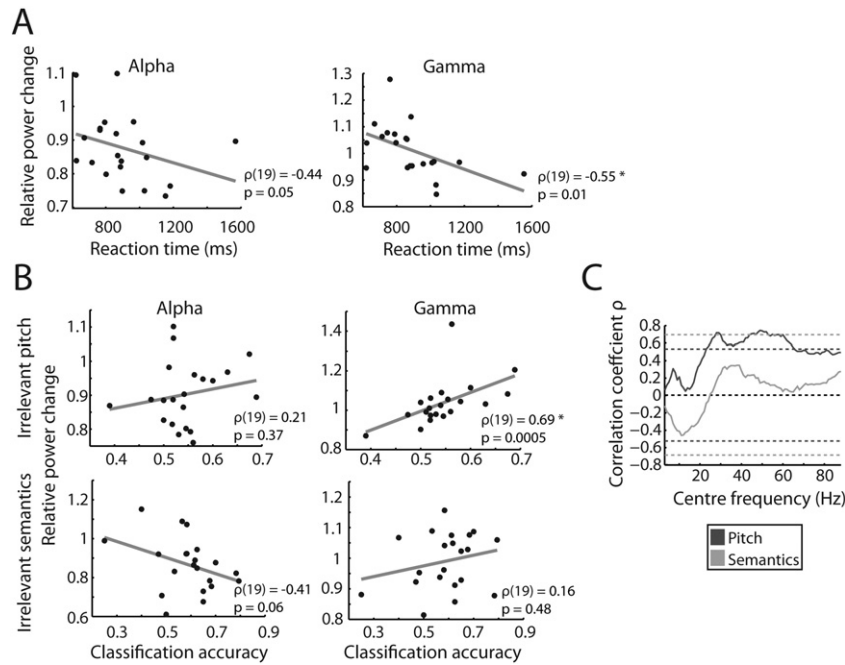 A
Alpha
Gamma
Relative power change
1.1
1
0.9
0.8
0.7
800
1200
1600
Reaction time (ms)
ρ(19) = -0.44
p = 0.05
1.3
1.2
1.1
1
0.9
0.8
800
1200
1600
Reaction time (ms)
ρ(19) = -0.55 *
p = 0.01
B
Alpha
Gamma
Irrelevant pitch
Irrelevant semantics
Relative power change
1.1
1
0.9
0.8
0.4
0.5
0.6
0.7
ρ(19) = 0.21
p = 0.37
1.4
1.2
1
0.8
0.4
0.5
0.6
0.7
ρ(19) = 0.69 *
p = 0.0005
1.2
1.1
1
0.9
0.8
0.7
0.6
0.3
0.5
0.7
0.9
Classification accuracy
ρ(19) = -0.41
p = 0.06
1.2
1.1
1
0.9
0.8
0.3
0.5
0.7
0.9
Classification accuracy
ρ(19) = 0.16
p = 0.48
C
Correlation coeffcient ρ
0.8
0.6
0.4
0.2
0
−0.2
−0.4
−0.6
−0.8
20
40
60
80
Centre frequency (Hz)
Pitch
Semantics